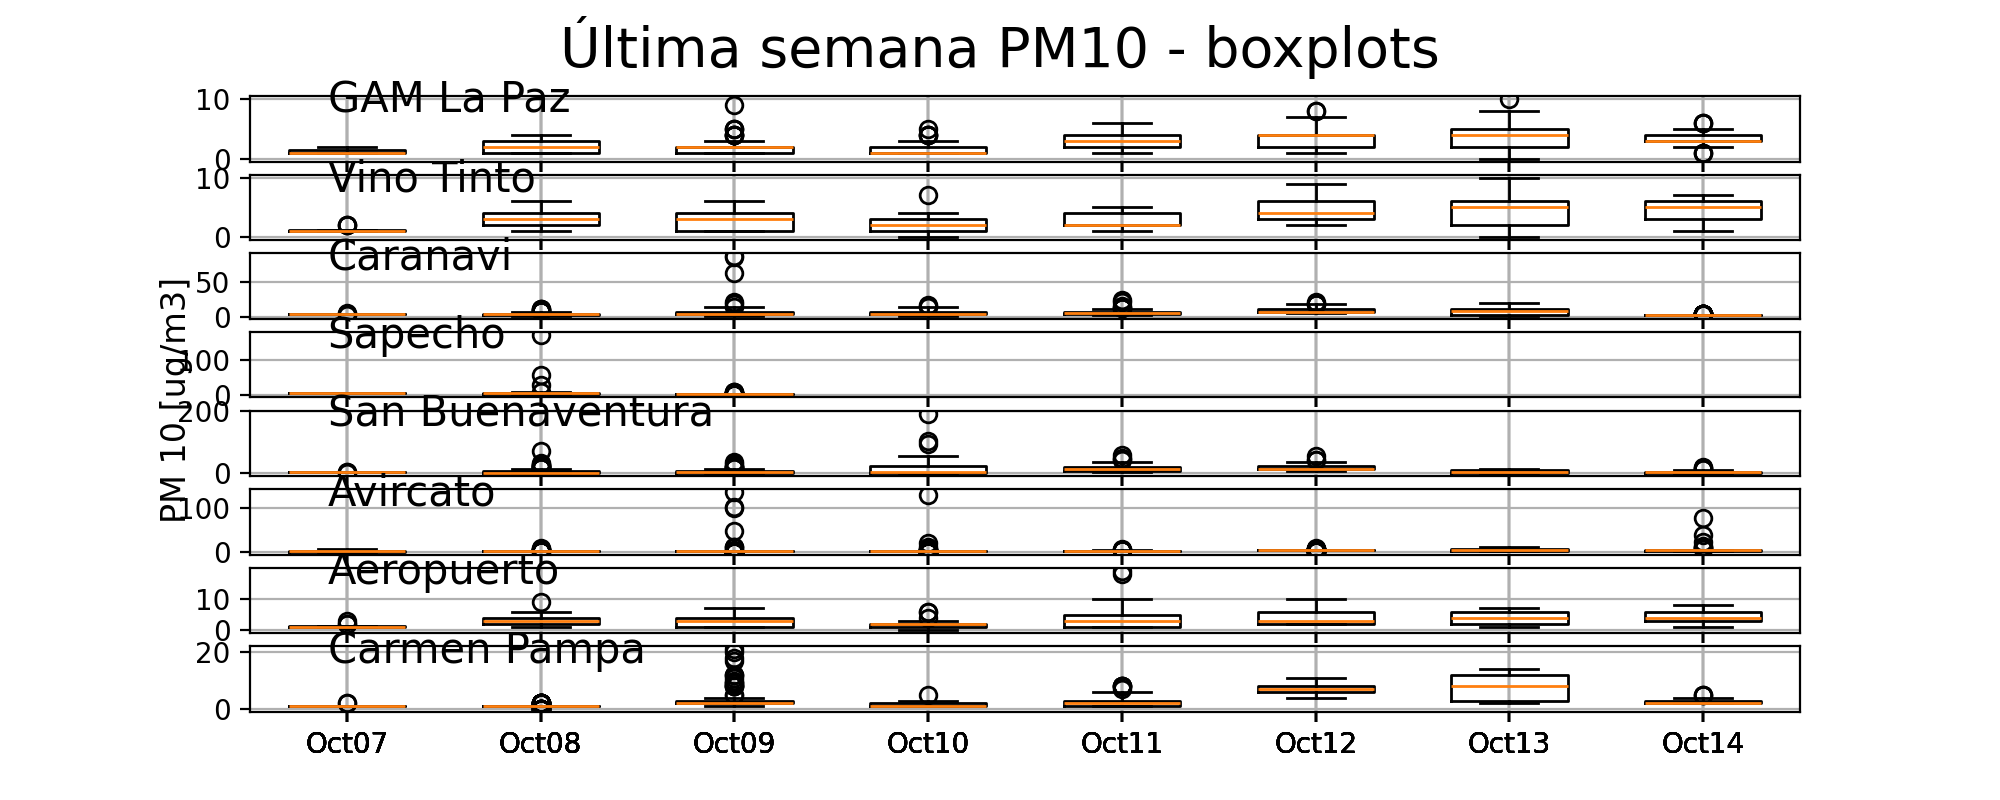 Última semana PM10 - boxplots
GAM La Paz
10
0
Vino Tinto
10
0
Caranavi
50
0
Sapecho
100
0
San Buenaventura
200
0
Avircato
100
0
Aeropuerto
10
0
Carmen Pampa
20
0
PM 10 [ug/m3]
Oct07 Oct08 Oct09 Oct10 Oct11 Oct12 Oct13 Oct14